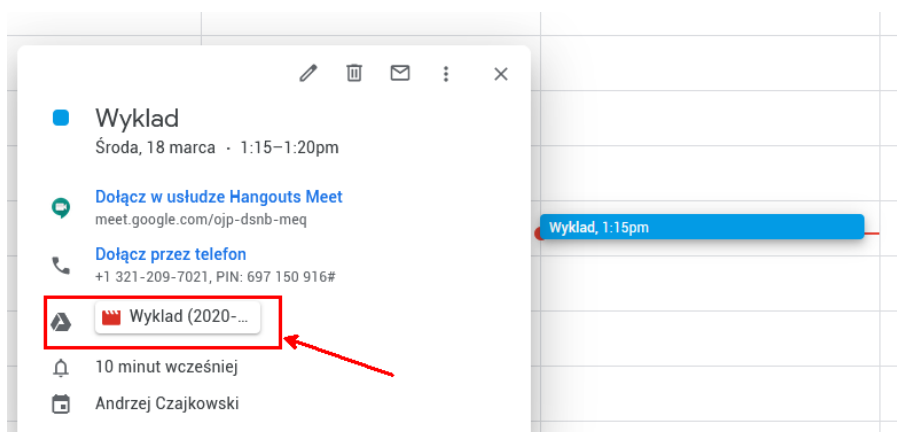 Wyklad
Środa, 18 marca · 1:15–1:20pm
Dołącz w usłudze Hangouts Meet
meet.google.com/ojp-dsnb-meq
Dołącz przez telefon
+1 321-209-7021, PIN: 697 150 916#
Wyklad (2020-...
10 minut wcześniej
Andrzej Czajkowski
Wyklad, 1:15pm